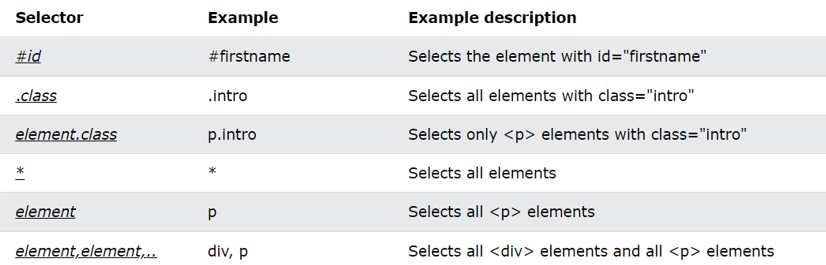 Selector Example Example description
#id #firstname Selects the element with id="firstname"
.class .intro Selects all elements with class="intro"
element.class p.intro Selects only <p> elements with class="intro"
* * Selects all elements
element p Selects all <p> elements
element,element,.. div, p Selects all <div> elements and all <p> elements